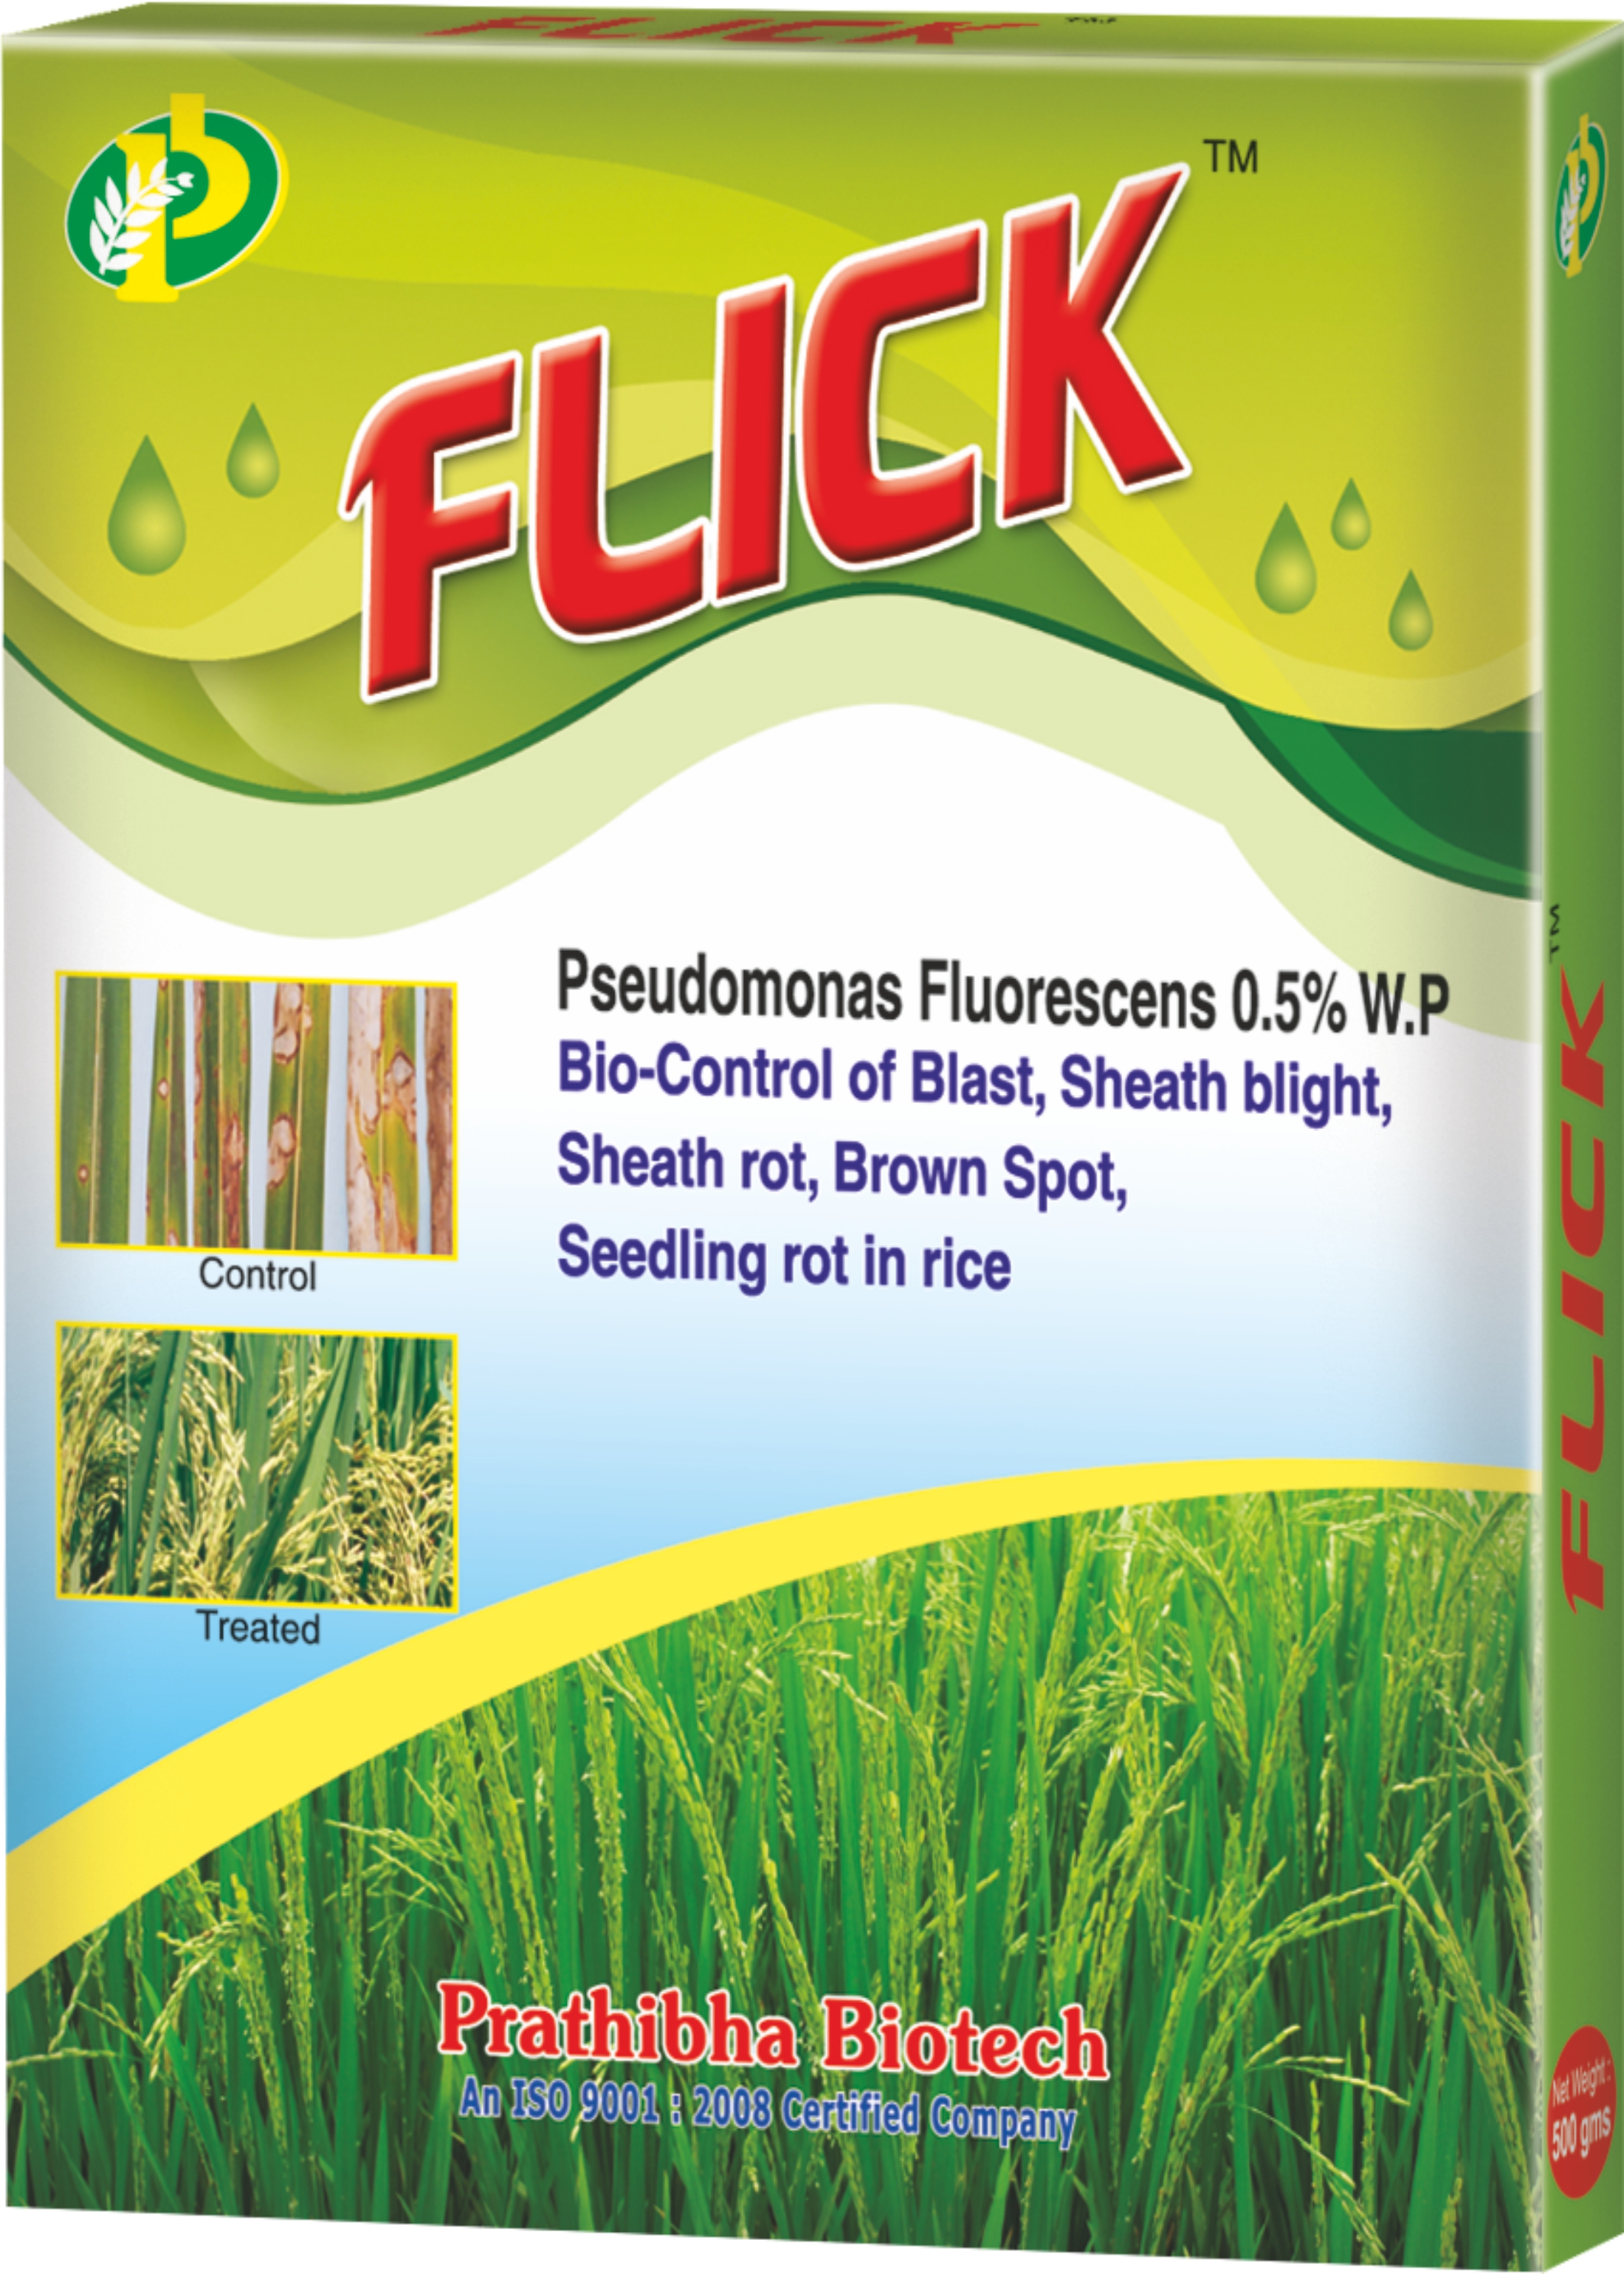 FLICK
TM
FLICK
Pseudomonas Fluorescens 0.5% W.P
Bio-Control of Blast, Sheath blight,
Sheath rot, Brown Spot,
Seedling rot in rice
Control
Treated
Prathibha Biotech
An ISO 9001 : 2008 Certified Company
TM
FLICK
Net Weight :
500 gms